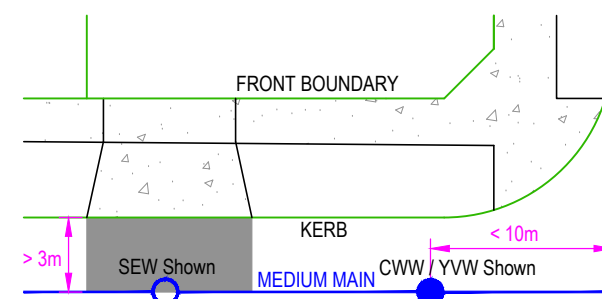 FRONT BOUNDARY
KERB
< 10m
> 3m
SEW Shown
MEDIUM MAIN
CWW / YVW Shown